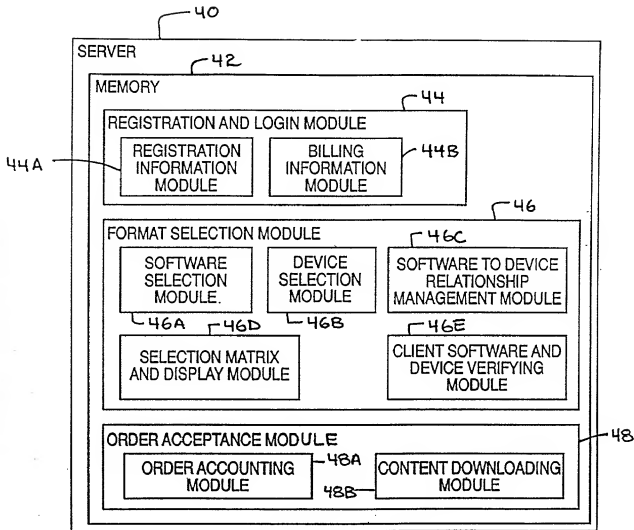 40
SERVER
42
MEMORY
44
REGISTRATION AND LOGIN MODULE
44A
REGISTRATION
INFORMATION
MODULE
BILLING
INFORMATION
MODULE
44B
46
FORMAT SELECTION MODULE
46C
SOFTWARE
SELECTION
MODULE.
DEVICE
SELECTION
MODULE
SOFTWARE TO DEVICE
RELATIONSHIP
MANAGEMENT MODULE
46A
46D
46B
46E
SELECTION MATRIX
AND DISPLAY MODULE
CLIENT SOFTWARE AND
DEVICE VERIFYING
MODULE
ORDER ACCEPTANCE MODULE
48
48A
ORDER ACCOUNTING
MODULE
48B
CONTENT DOWNLOADING
MODULE